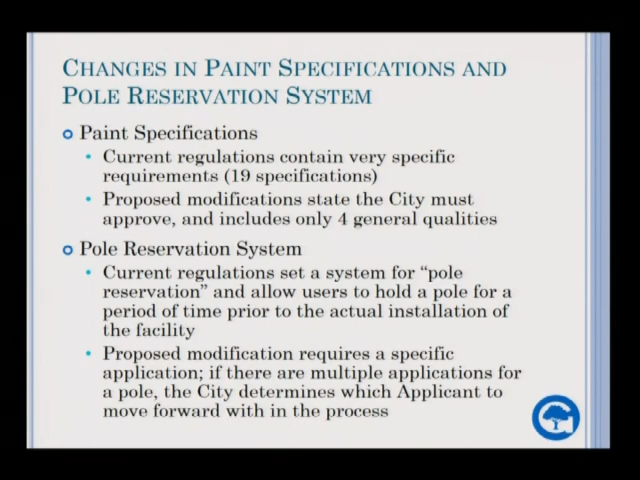 CHANGES IN PAINT SPECIFICATIONS AND
POLE RESERVATION SYSTEM
Paint Specifications
Current regulations contain very specific
requirements (19 specifications)
Proposed modifications state the City must
approve, and includes only 4 general qualities
Pole Reservation System
Current regulations set a system for “pole
reservation” and allow users to hold a pole for a
period of time prior to the actual installation of
the facility
Proposed modification requires a specific
application; if there are multiple applications for
a pole, the City determines which Applicant to
move forward with in the process